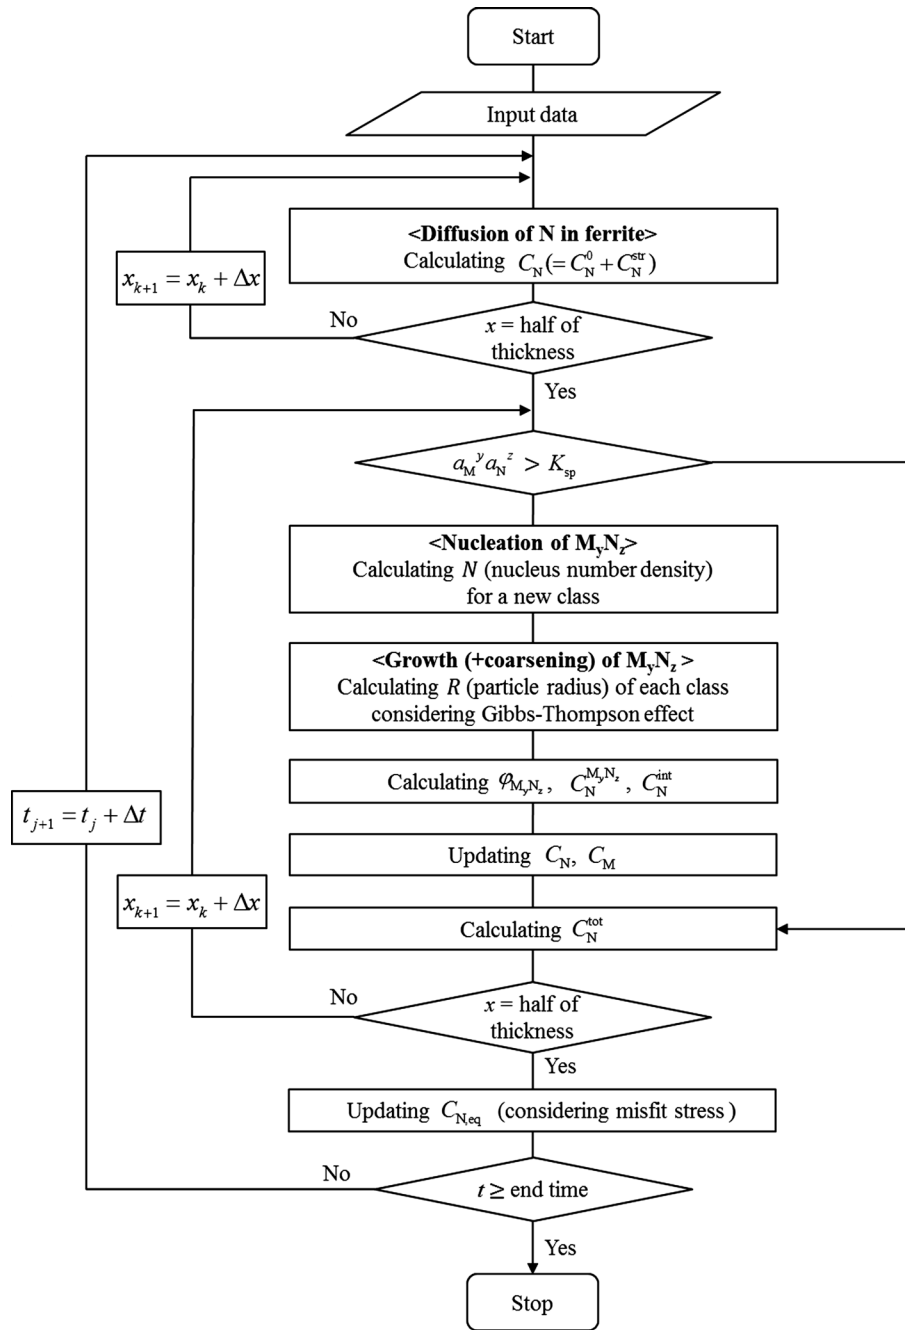 Start
Input data
<Diffusion of N in ferrite>
Calculating C_N (= C_N^0 + C_N^str)
x_{k+1} = x_k + Δx
No
x = half of
thickness
Yes
a_M^y a_N^z > K_sp
<Nucleation of M_yN_z>
Calculating N (nucleus number density)
for a new class
<Growth (+coarsening) of M_yN_z >
Calculating R (particle radius) of each class
considering Gibbs-Thompson effect
Calculating φ_{M_yN_z}, C_N^{M_yN_z}, C_N^int
t_{j+1} = t_j + Δt
Updating C_N, C_M
x_{k+1} = x_k + Δx
Calculating C_N^tot
No
x = half of
thickness
Yes
Updating C_{N,eq} (considering misfit stress )
No
t ≥ end time
Yes
Stop